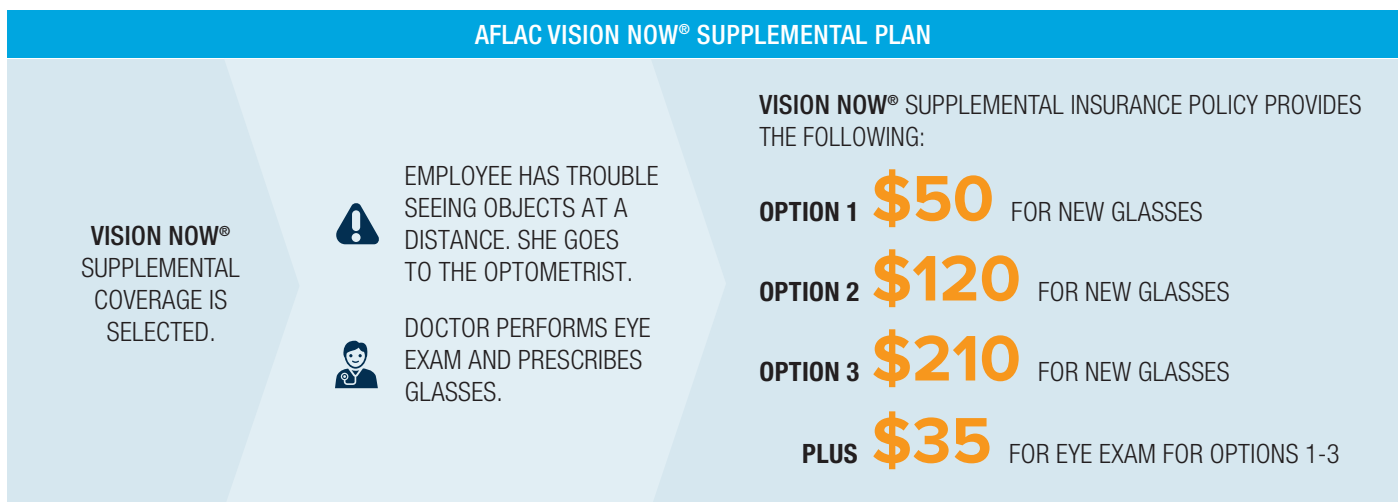 AFLAC VISION NOW® SUPPLEMENTAL PLAN
VISION NOW®
SUPPLEMENTAL
COVERAGE IS
SELECTED.
EMPLOYEE HAS TROUBLE
SEEING OBJECTS AT A
DISTANCE. SHE GOES
TO THE OPTOMETRIST.
DOCTOR PERFORMS EYE
EXAM AND PRESCRIBES
GLASSES.
VISION NOW® SUPPLEMENTAL INSURANCE POLICY PROVIDES
THE FOLLOWING:
OPTION 1 $50 FOR NEW GLASSES
OPTION 2 $120 FOR NEW GLASSES
OPTION 3 $210 FOR NEW GLASSES
PLUS $35 FOR EYE EXAM FOR OPTIONS 1-3